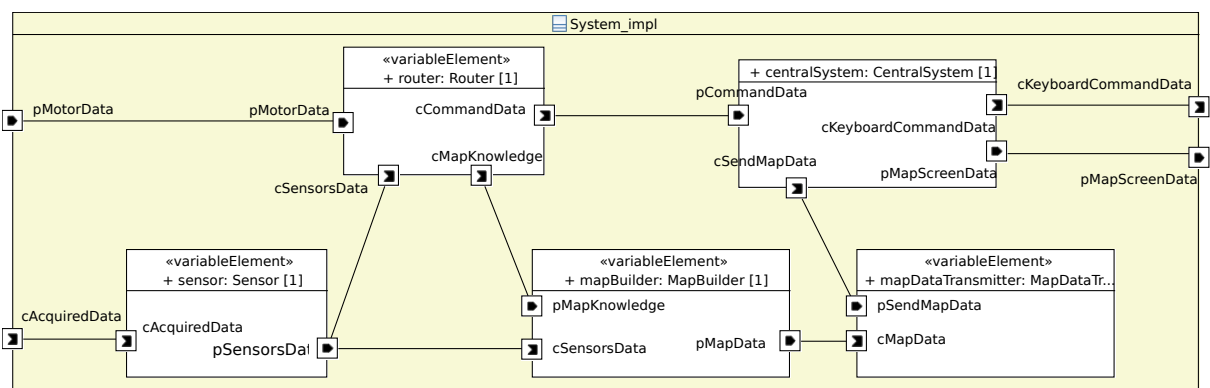 System_impl
«variableElement»
+ router: Router [1]
+ centralSystem: CentralSystem [1]
pMotorData
pMotorData
cCommandData
pCommandData
cKeyboardCommandData
cKeyboardCommandData
cMapKnowledge
cSensorsData
cSendMapData
pMapScreenData
pMapScreenData
«variableElement»
+ sensor: Sensor [1]
«variableElement»
+ mapBuilder: MapBuilder [1]
«variableElement»
+ mapDataTransmitter: MapDataTr...
cAcquiredData
cAcquiredData
pSensorsDat
pMapKnowledge
cSensorsData
pMapData
pSendMapData
cMapData